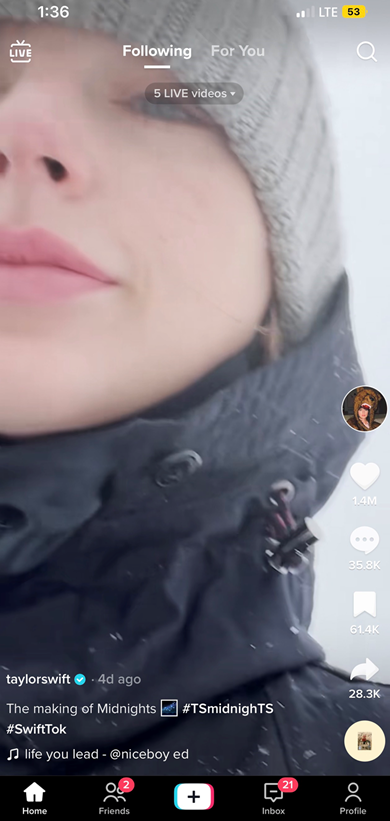 1:36 LTE 53
LIVE Following For You
5 LIVE videos
1.4M
35.8K
61.4K
28.3K
taylorswift · 4d ago
The making of Midnights #TSmidnighTS
#SwiftTok
life you lead - @niceboy ed
2 21
Home Friends Inbox Profile